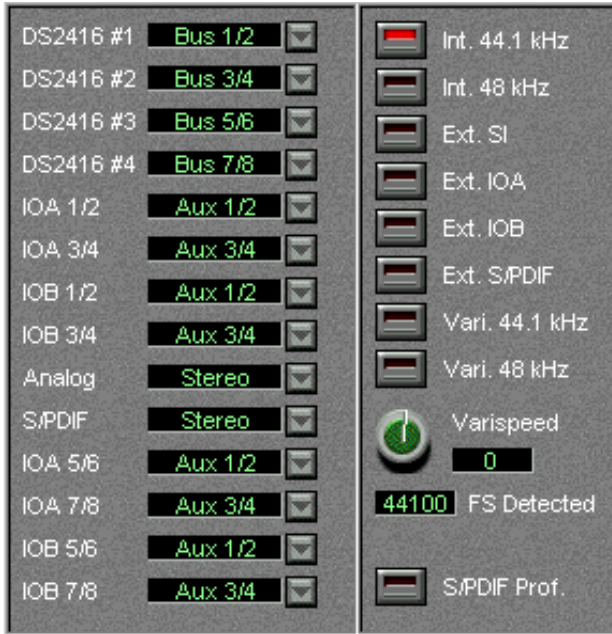 DS2416 #1 Bus 1/2
DS2416 #2 Bus 3/4
DS2416 #3 Bus 5/6
DS2416 #4 Bus 7/8
IOA 1/2 Aux 1/2
IOA 3/4 Aux 3/4
IOB 1/2 Aux 1/2
IOB 3/4 Aux 3/4
Analog Stereo
S/PDIF Stereo
IOA 5/6 Aux 1/2
IOA 7/8 Aux 3/4
IOB 5/6 Aux 1/2
IOB 7/8 Aux 3/4
Int. 44.1 kHz
Int. 48 kHz
Ext. SI
Ext. IOA
Ext. IOB
Ext. S/PDIF
Vari. 44.1 kHz
Vari. 48 kHz
Varispeed
0
44100 FS Detected
S/PDIF Prof.